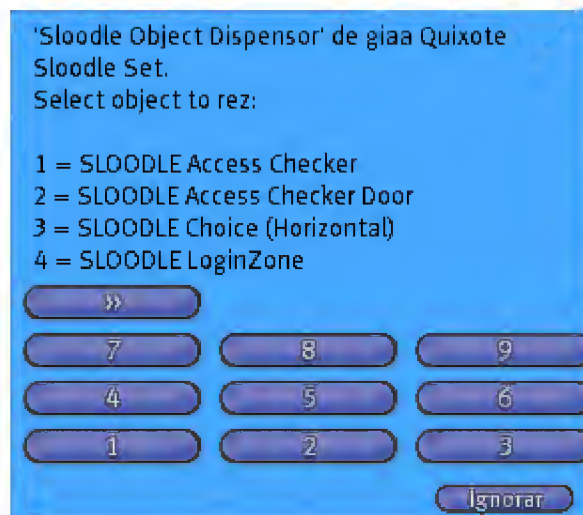 'Sloodle Object Dispensor' de giaa Quixote
Sloodle Set.
Select object to rez:
1 = SLOODLE Access Checker
2 = SLOODLE Access Checker Door
3 = SLOODLE Choice (Horizontal)
4 = SLOODLE LoginZone
>>
7 8 9
4 5 6
1 2 3
Ignorar